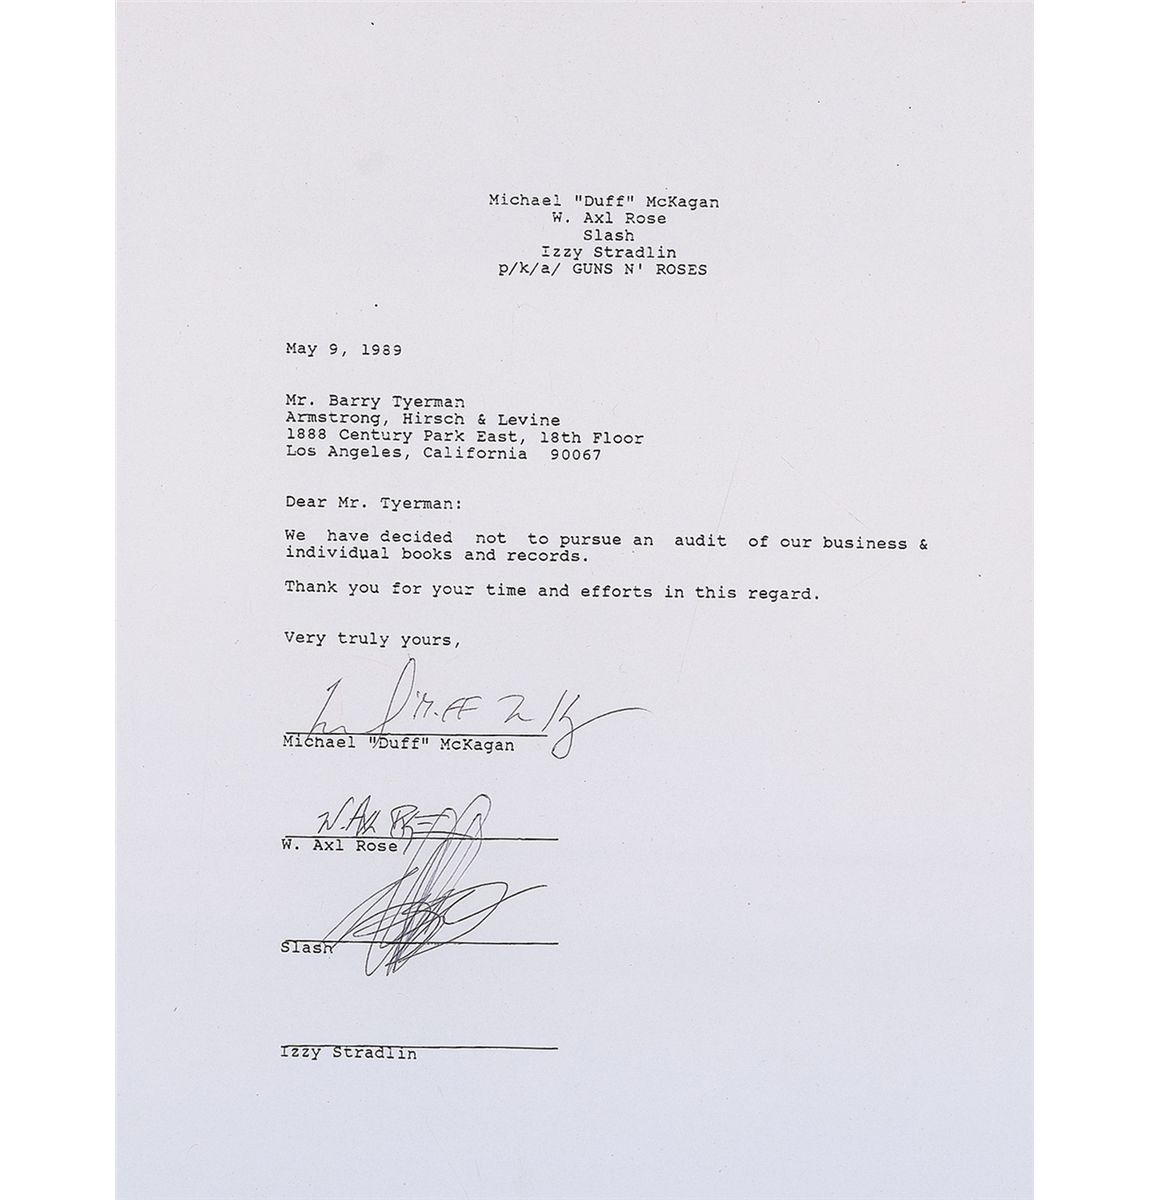 Michael "Duff" McKagan
W. Axl Rose
Slash
Izzy Stradlin
p/k/a/ GUNS N' ROSES
May 9, 1989
Mr. Barry Tyerman
Armstrong, Hirsch & Levine
1888 Century Park East, 18th Floor
Los Angeles, California 90067
Dear Mr. Tyerman:
We have decided not to pursue an audit of our business &
individual books and records.
Thank you for your time and efforts in this regard.
Very truly yours,
Michael "Duff" McKagan
W. Axl Rose
W. Axl Rose
Slash
Izzy Stradlin